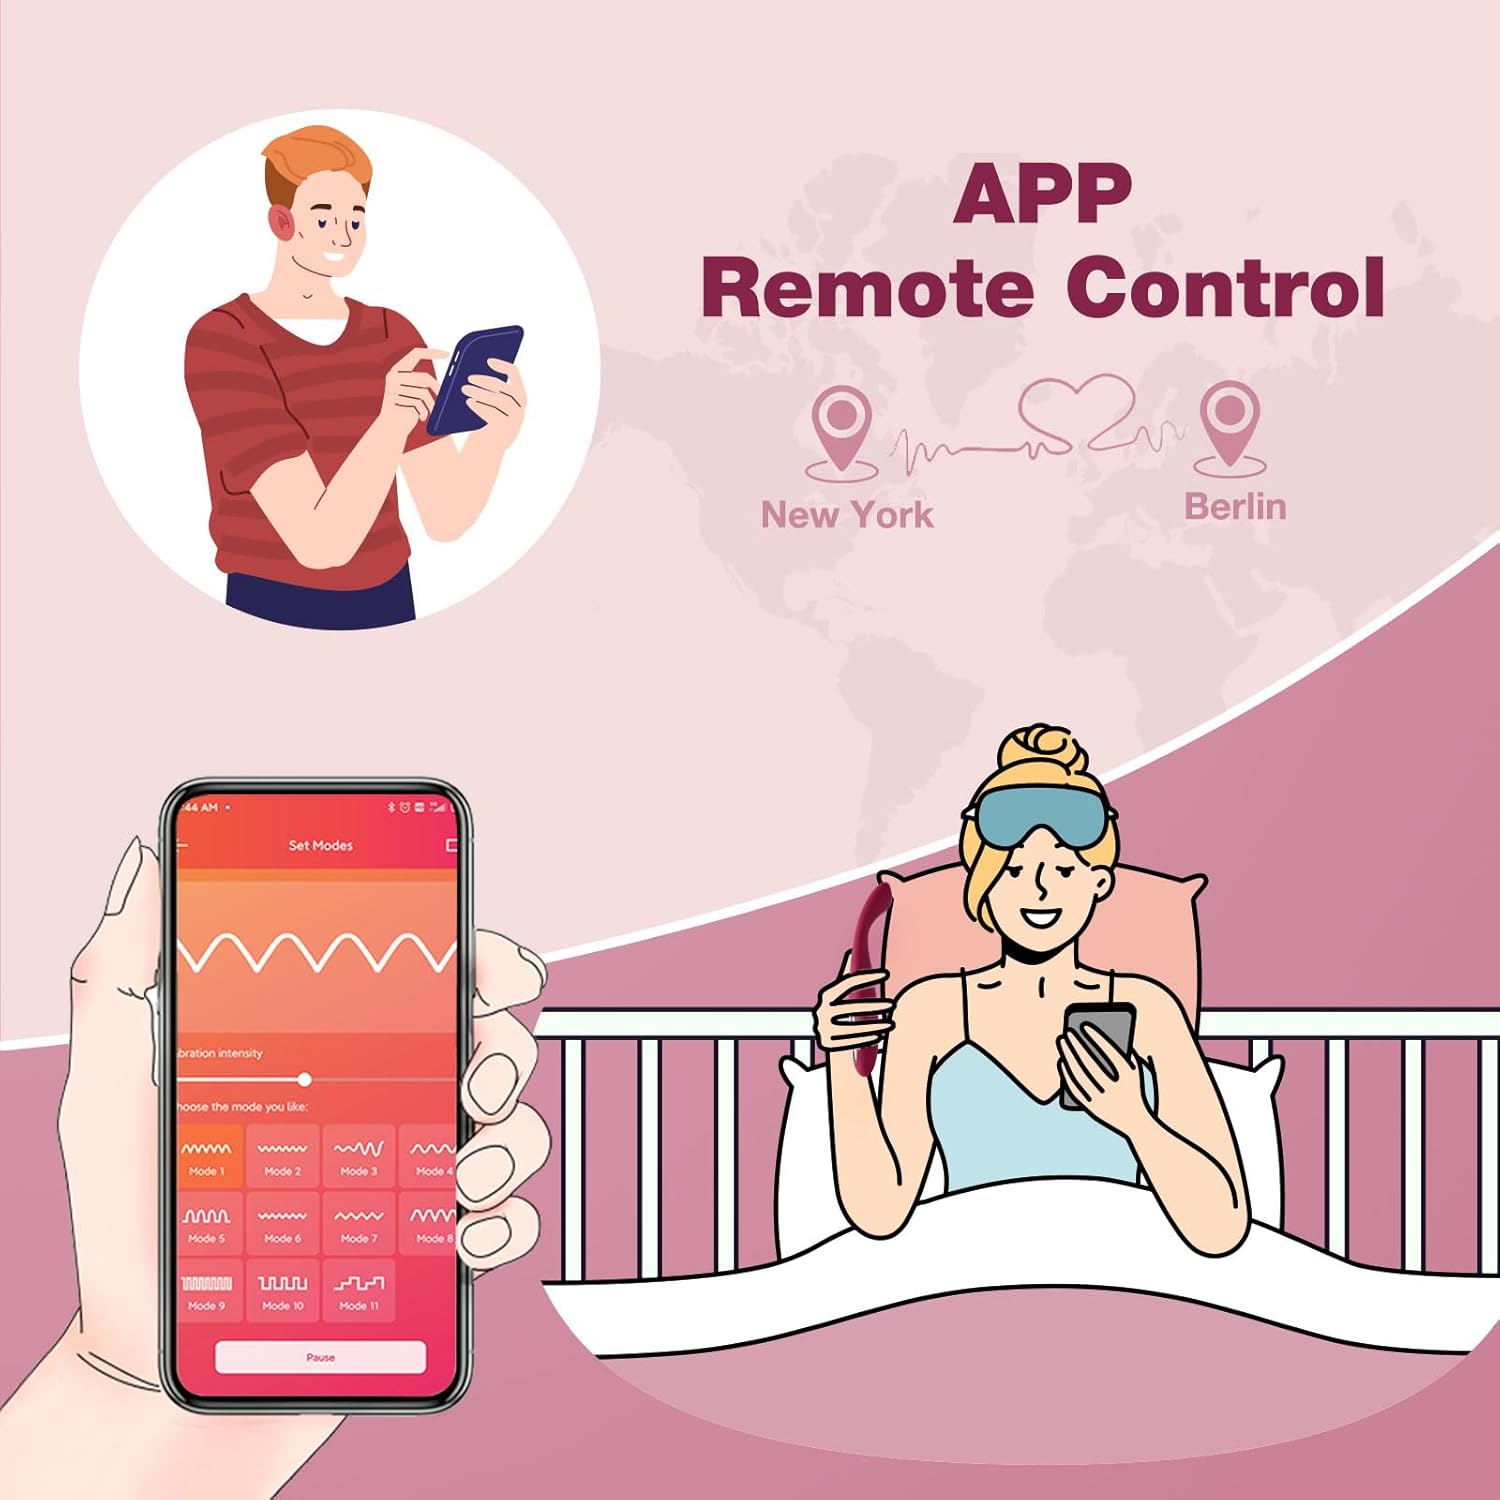 APP
Remote Control
New York
Berlin
:44 AM
Set Modes
bration intensity
hoose the mode you like:
Mode 1
Mode 2
Mode 3
Mode 4
Mode 5
Mode 6
Mode 7
Mode 8
Mode 9
Mode 10
Mode 11
Pause